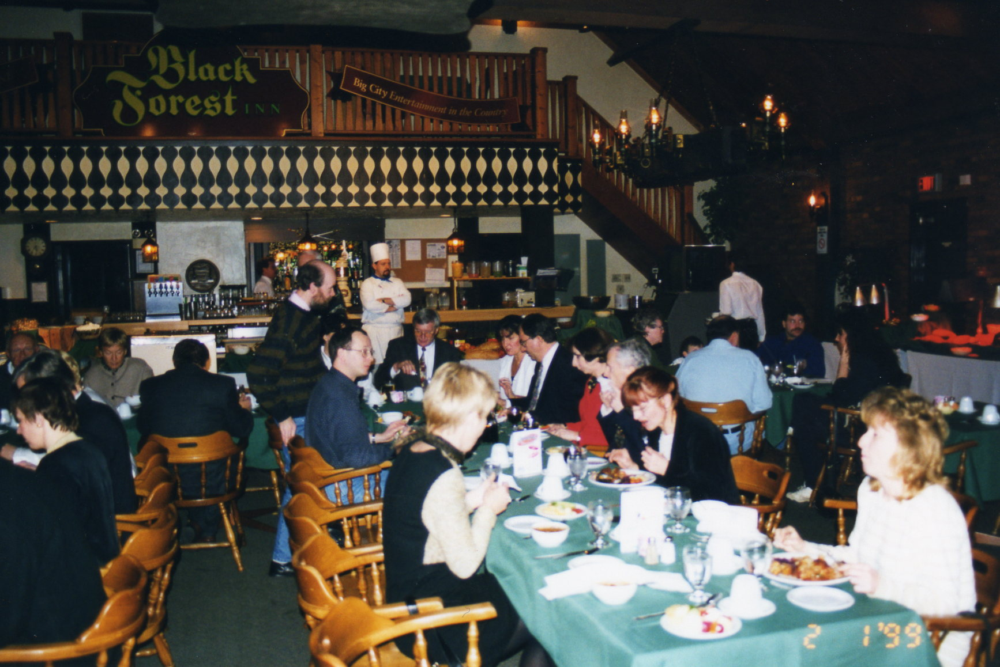 Black
Forest INN
Big City Entertainment in the Country
2 1 '99